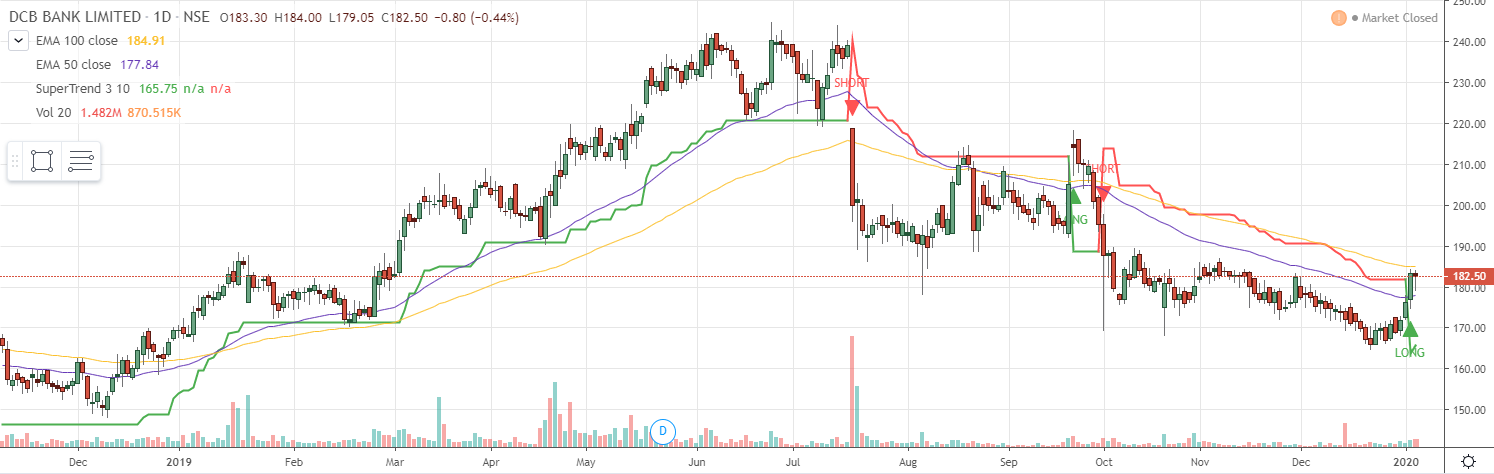 DCB BANK LIMITED · 1D · NSE O183.30 H184.00 L179.05 C182.50 −0.80 (−0.44%)
Market Closed
EMA 100 close 184.91
EMA 50 close 177.84
SuperTrend 3 10 165.75 n/a n/a
Vol 20 1.482M 870.515K
250.00
240.00
230.00
220.00
210.00
200.00
190.00
182.50
180.00
170.00
160.00
150.00
SHORT
HORT
NG
LONG
D
Dec 2019 Feb Mar Apr May Jun Jul Aug Sep Oct Nov Dec 2020